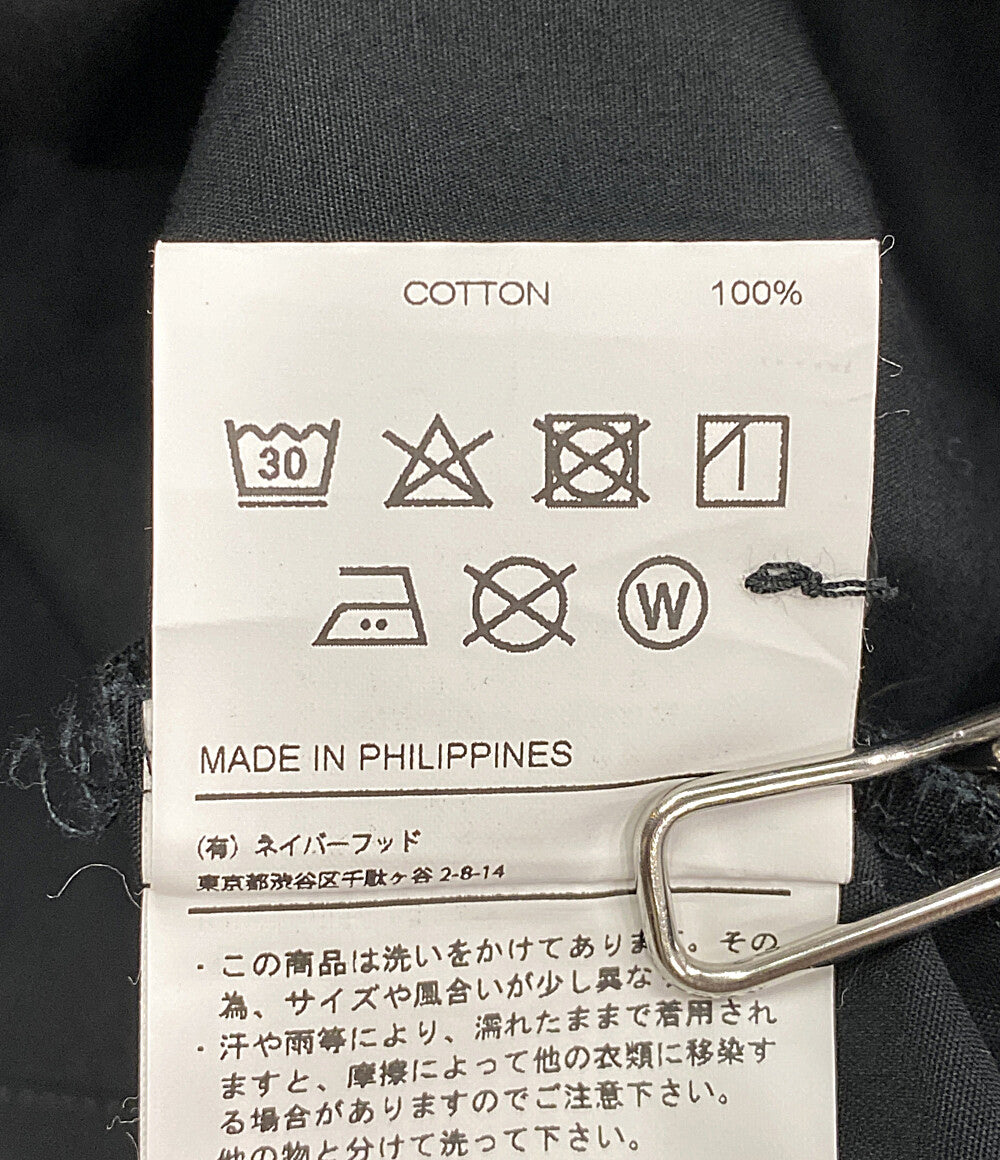 COTTON 100%
30
W
MADE IN PHILIPPINES
(有) ネイバーフッド
東京都渋谷区千駄ヶ谷 2-8-14
・この商品は洗いをかけてあります。その
為、サイズや風合いが少し異な
・汗や雨等により、濡れたままで着用され
ますと、摩擦によって他の衣類に移染す
る場合がありますのでご注意下さい。
他の物と分けて洗って下さい。